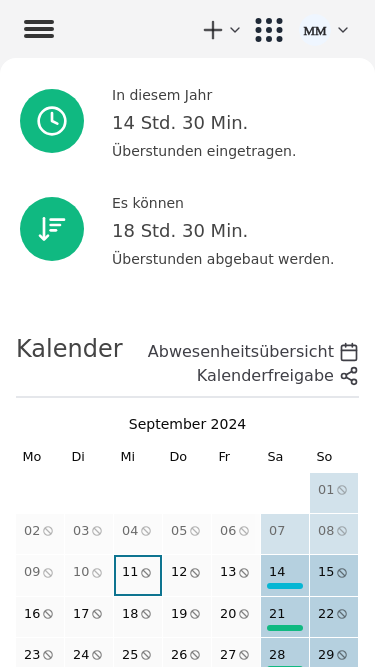 MM
In diesem Jahr
14 Std. 30 Min.
Überstunden eingetragen.
Es können
18 Std. 30 Min.
Überstunden abgebaut werden.
Kalender
Abwesenheitsübersicht
Kalenderfreigabe
September 2024
Mo Di Mi Do Fr Sa So
01
02 03 04 05 06 07 08
09 10 11 12 13 14 15
16 17 18 19 20 21 22
23 24 25 26 27 28 29